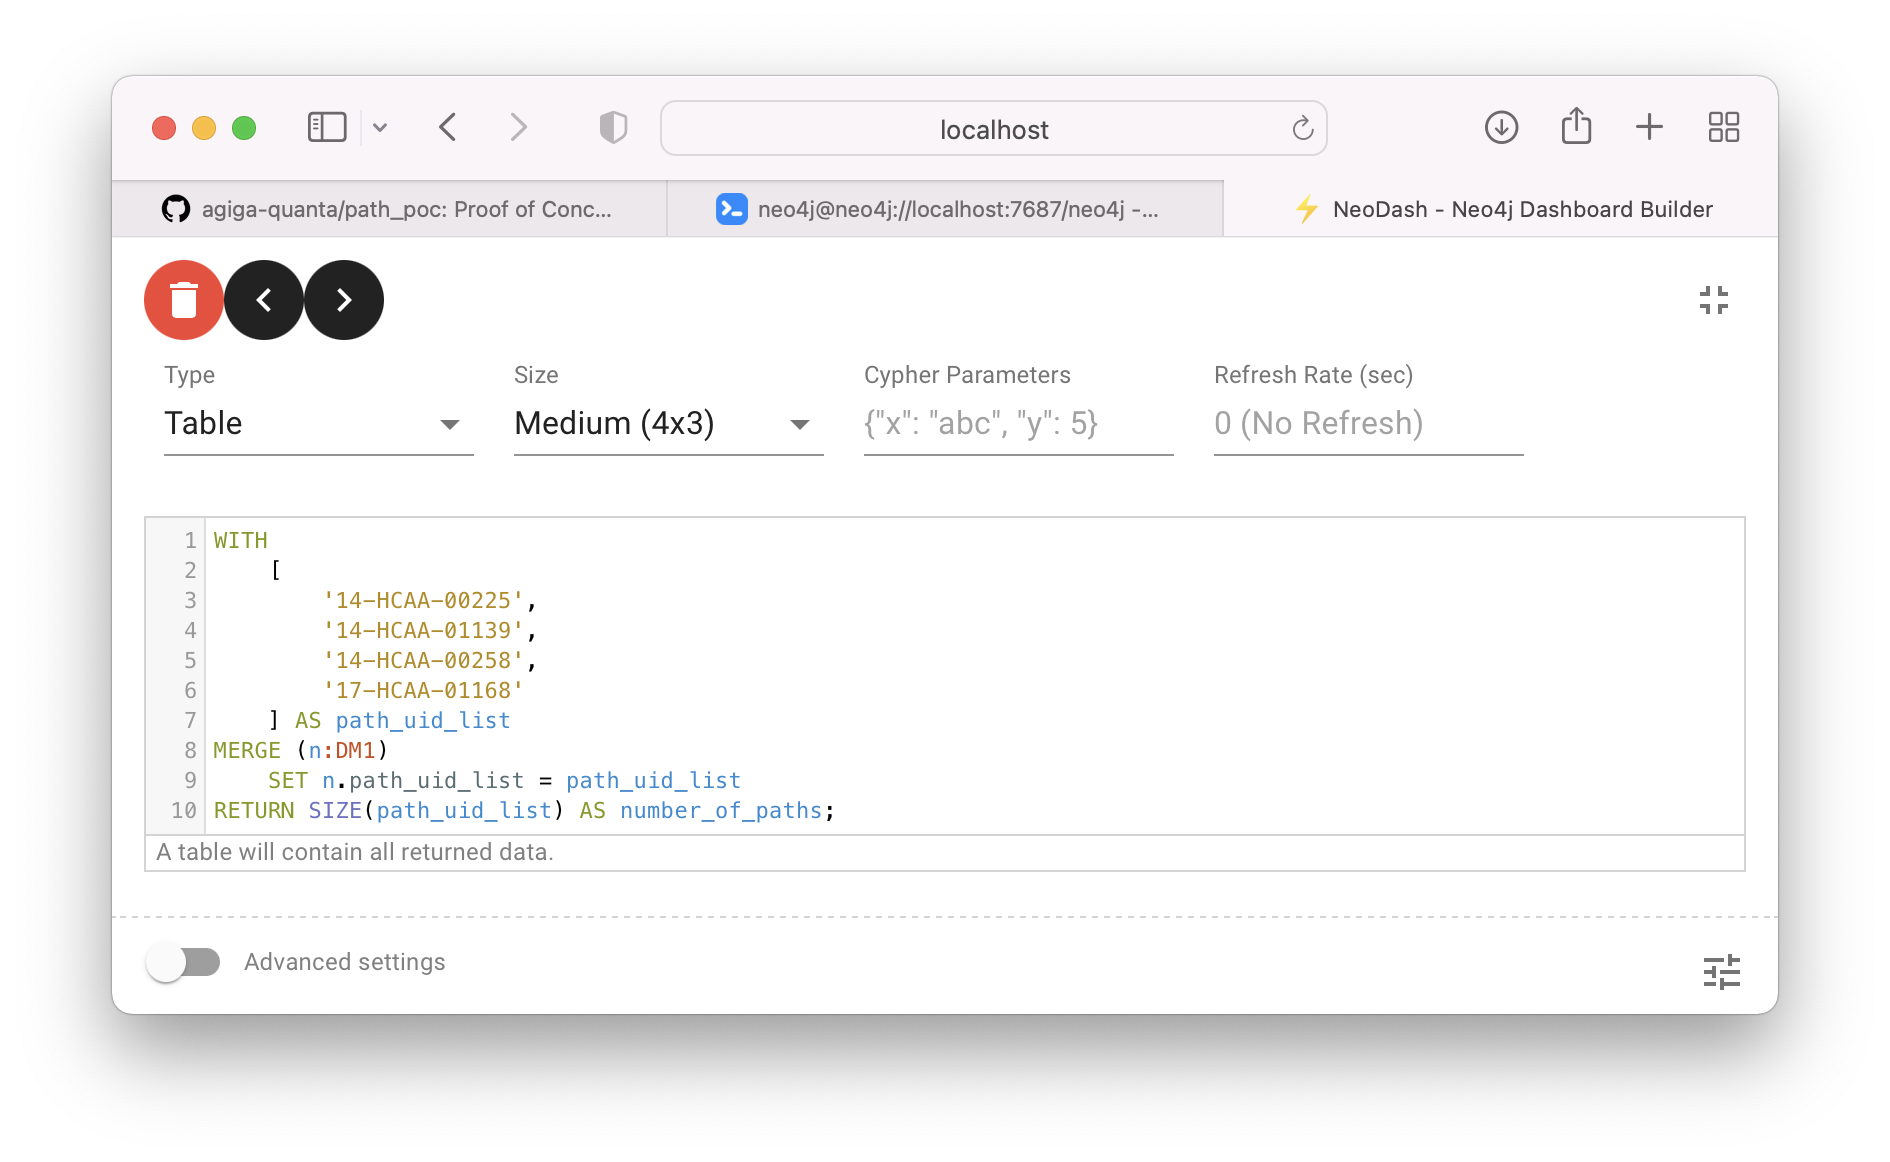 localhost
agiga-quanta/path_poc: Proof of Conc...
neo4j@neo4j://localhost:7687/neo4j -...
NeoDash - Neo4j Dashboard Builder
Type
Size
Cypher Parameters
Refresh Rate (sec)
Table
Medium (4x3)
{"x": "abc", "y": 5}
0 (No Refresh)
1 WITH
2     [
3         '14-HCAA-00225',
4         '14-HCAA-01139',
5         '14-HCAA-00258',
6         '17-HCAA-01168'
7     ] AS path_uid_list
8 MERGE (n:DM1)
9     SET n.path_uid_list = path_uid_list
10 RETURN SIZE(path_uid_list) AS number_of_paths;
A table will contain all returned data.
Advanced settings